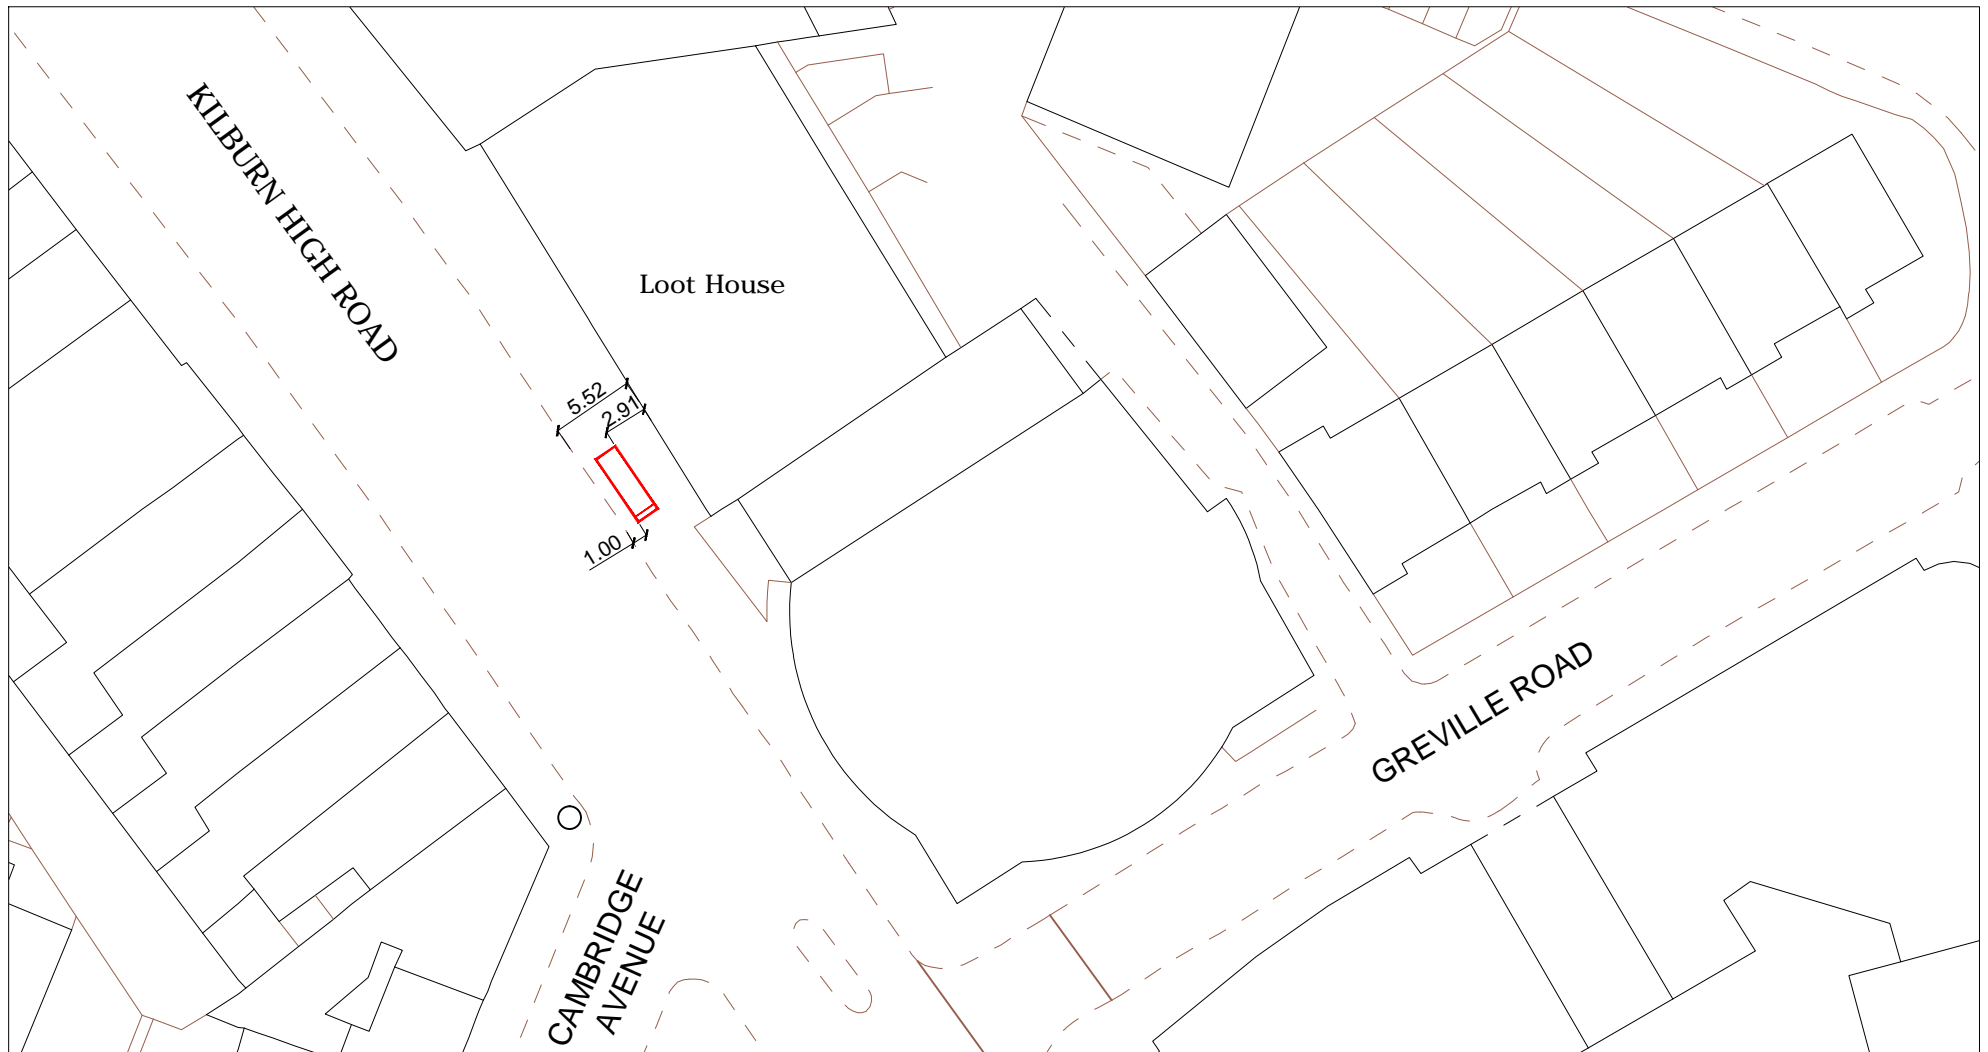 KILBURN HIGH ROAD
Loot House
5.52
2.91
1.00
GREVILLE ROAD
CAMBRIDGE
AVENUE